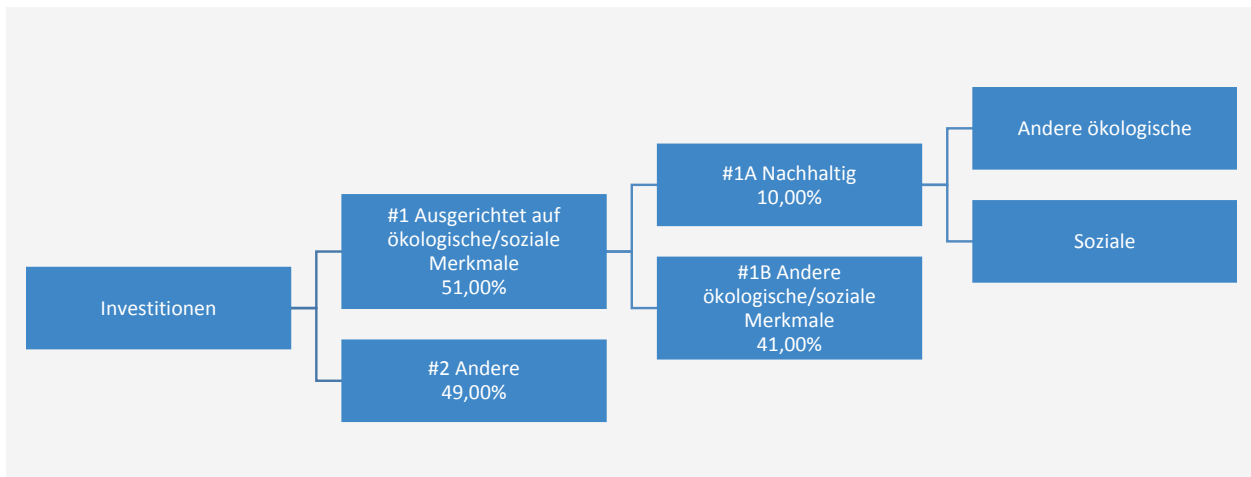 Investitionen
#1 Ausgerichtet auf
ökologische/soziale
Merkmale
51,00%
#2 Andere
49,00%
#1A Nachhaltig
10,00%
#1B Andere
ökologische/soziale
Merkmale
41,00%
Andere ökologische
Soziale